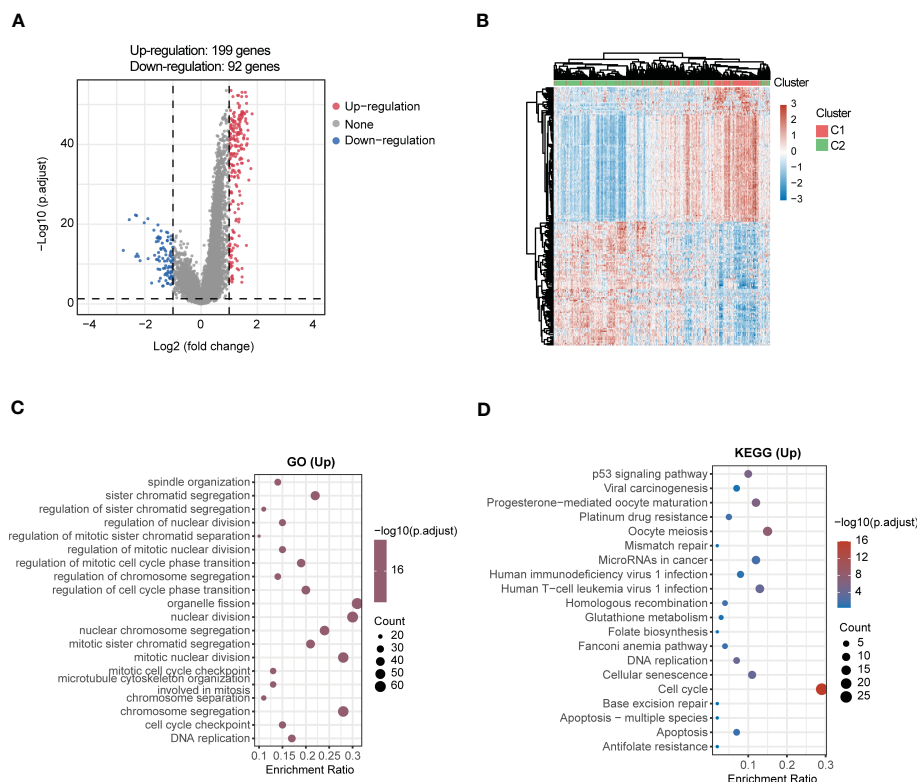 A
Up-regulation: 199 genes
Down-regulation: 92 genes
−Log10 (p.adjust)
40
20
0
−4
−2
0
2
4
Log2 (fold change)
Up−regulation
None
Down−regulation
B
Cluster
3
2
1
0
−1
−2
−3
Cluster
C1
C2
C
GO (Up)
spindle organization
sister chromatid segregation
regulation of sister chromatid segregation
regulation of nuclear division
regulation of mitotic sister chromatid separation
regulation of mitotic nuclear division
regulation of mitotic cell cycle phase transition
regulation of chromosome segregation
regulation of cell cycle phase transition
organelle fission
nuclear division
nuclear chromosome segregation
mitotic sister chromatid segregation
mitotic nuclear division
mitotic cell cycle checkpoint
microtubule cytoskeleton organization
involved in mitosis
chromosome separation
chromosome segregation
cell cycle checkpoint
DNA replication
0.1
0.15
0.2
0.25
0.3
Enrichment Ratio
−log10(p.adjust)
16
Count
20
30
40
50
60
D
KEGG (Up)
p53 signaling pathway
Viral carcinogenesis
Progesterone−mediated oocyte maturation
Platinum drug resistance
Oocyte meiosis
Mismatch repair
MicroRNAs in cancer
Human immunodeficiency virus 1 infection
Human T−cell leukemia virus 1 infection
Homologous recombination
Glutathione metabolism
Folate biosynthesis
Fanconi anemia pathway
DNA replication
Cellular senescence
Cell cycle
Base excision repair
Apoptosis − multiple species
Apoptosis
Antifolate resistance
0.1
0.2
0.3
Enrichment Ratio
−log10(p.adjust)
16
12
8
4
Count
5
10
15
20
25